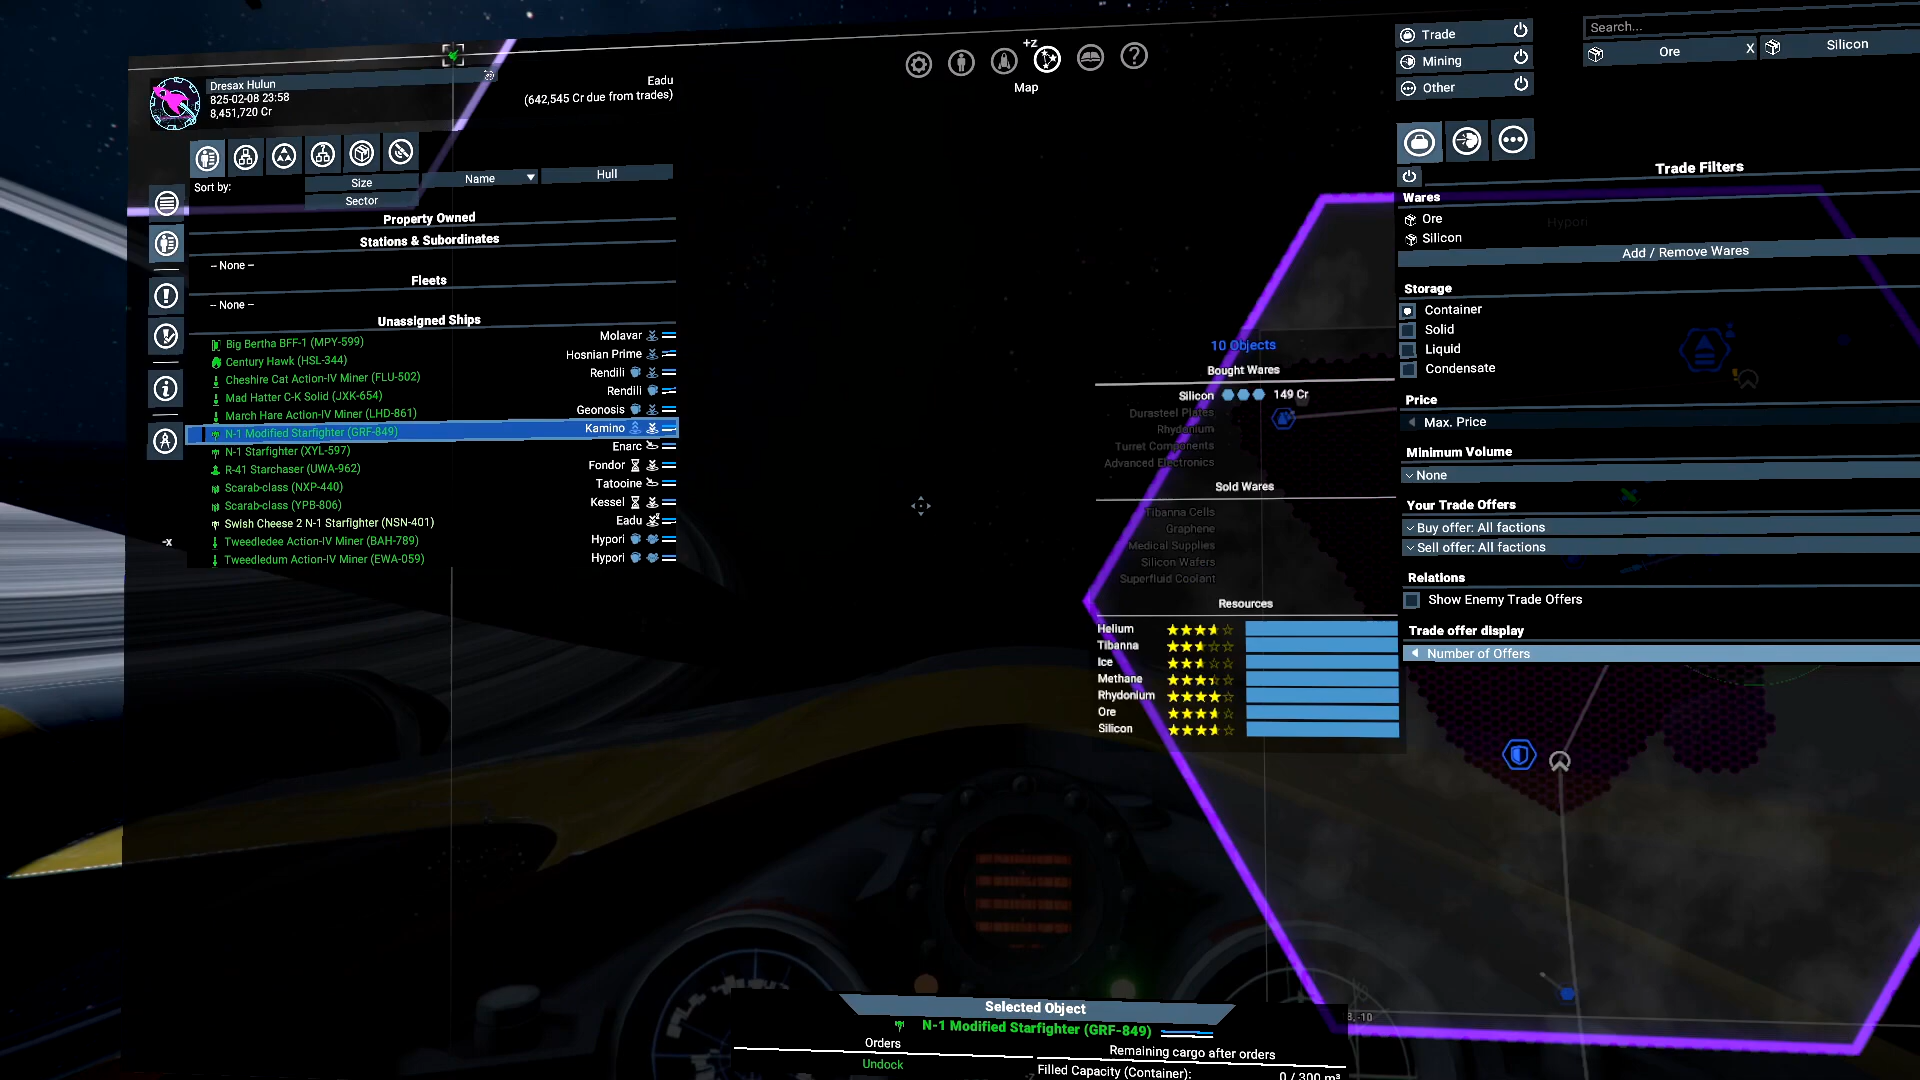 Dresax Hulun
825-02-08 23:58
8,451,720 Cr
Eadu
(642,545 Cr due from trades)
+Z
Map
Sort by:
Size
Name
Hull
Sector
Property Owned
Stations & Subordinates
-- None --
Fleets
-- None --
Unassigned Ships
Big Bertha BFF-1 (MPY-599) Molavar
Century Hawk (HSL-344) Hosnian Prime
Cheshire Cat Action-IV Miner (FLU-502) Rendili
Mad Hatter C-K Solid (JXK-654) Rendili
March Hare Action-IV Miner (LHD-861) Geonosis
N-1 Modified Starfighter (GRF-849) Kamino
N-1 Starfighter (XYL-597) Enarc
R-41 Starchaser (UWA-962) Fondor
Scarab-class (NXP-440) Tatooine
Scarab-class (YPB-806) Kessel
Swish Cheese 2 N-1 Starfighter (NSN-401) Eadu
Tweedledee Action-IV Miner (BAH-789) Hypori
Tweedledum Action-IV Miner (EWA-059) Hypori
-X
10 Objects
Bought Wares
Silicon 149 Cr
Durasteel Plates
Rhydonium
Turret Components
Advanced Electronics
Sold Wares
Tibanna Cells
Graphene
Medical Supplies
Silicon Wafers
Superfluid Coolant
Resources
Helium
Tibanna
Ice
Methane
Rhydonium
Ore
Silicon
Trade
Mining
Other
Search...
Ore X
Silicon
Trade Filters
Wares
Ore
Silicon
Hypori
Add / Remove Wares
Storage
Container
Solid
Liquid
Condensate
Price
Max. Price
Minimum Volume
None
Your Trade Offers
Buy offer: All factions
Sell offer: All factions
Relations
Show Enemy Trade Offers
Trade offer display
Number of Offers
Selected Object
N-1 Modified Starfighter (GRF-849)
Orders
Remaining cargo after orders
Undock
Filled Capacity (Container): 0 / 300 m³